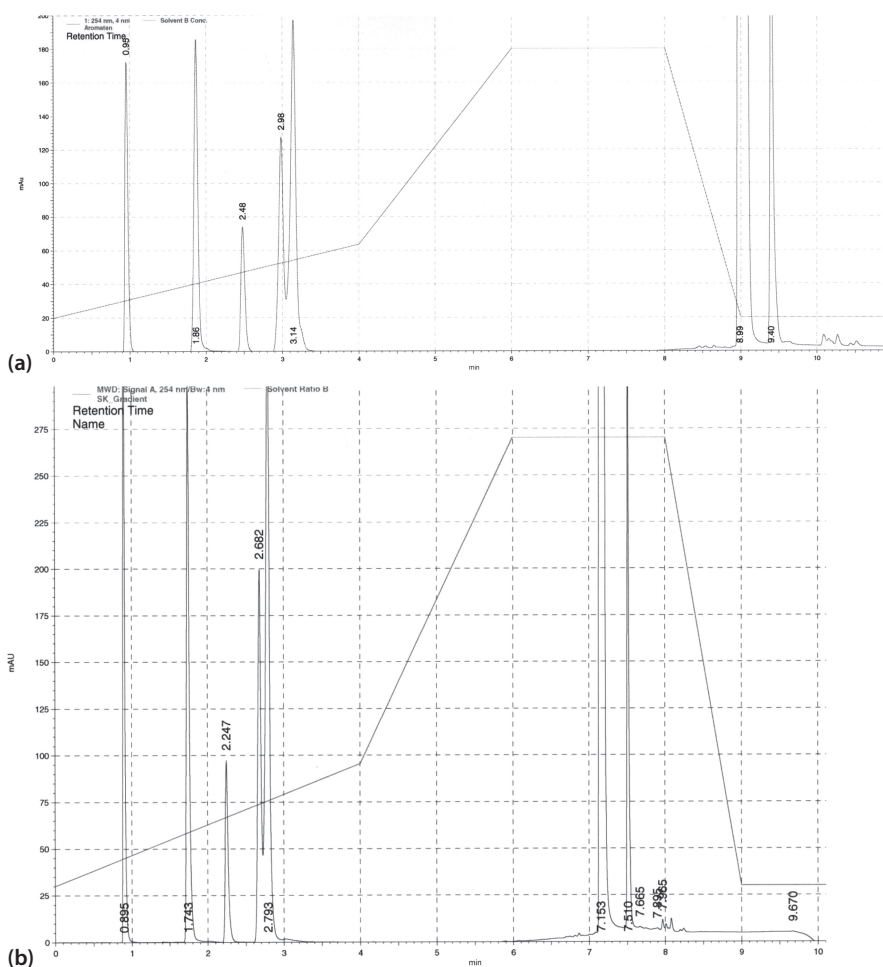 200
1: 254 nm, 4 nm Solvent B Conc.
Aromaten
Retention Time
0.95
180
160
140
2.98
120
mAu
100
80
2.48
60
40
20
1.86
3.14
8.99
9.40
0
0 1 2 3 4 5 6 7 8 9 10
min
(a)
MWD: Signal A, 254 nm/Bw:4 nm Solvent Ratio B
SK_Gradient
Retention Time
Name
275
250
225
2.682
200
175
150
mAU
125
2.247
100
75
50
25
0.895
1.743
2.793
7.153
7.510
7.665
7.895
7.965
9.670
0
0 1 2 3 4 5 6 7 8 9 10
min
(b)